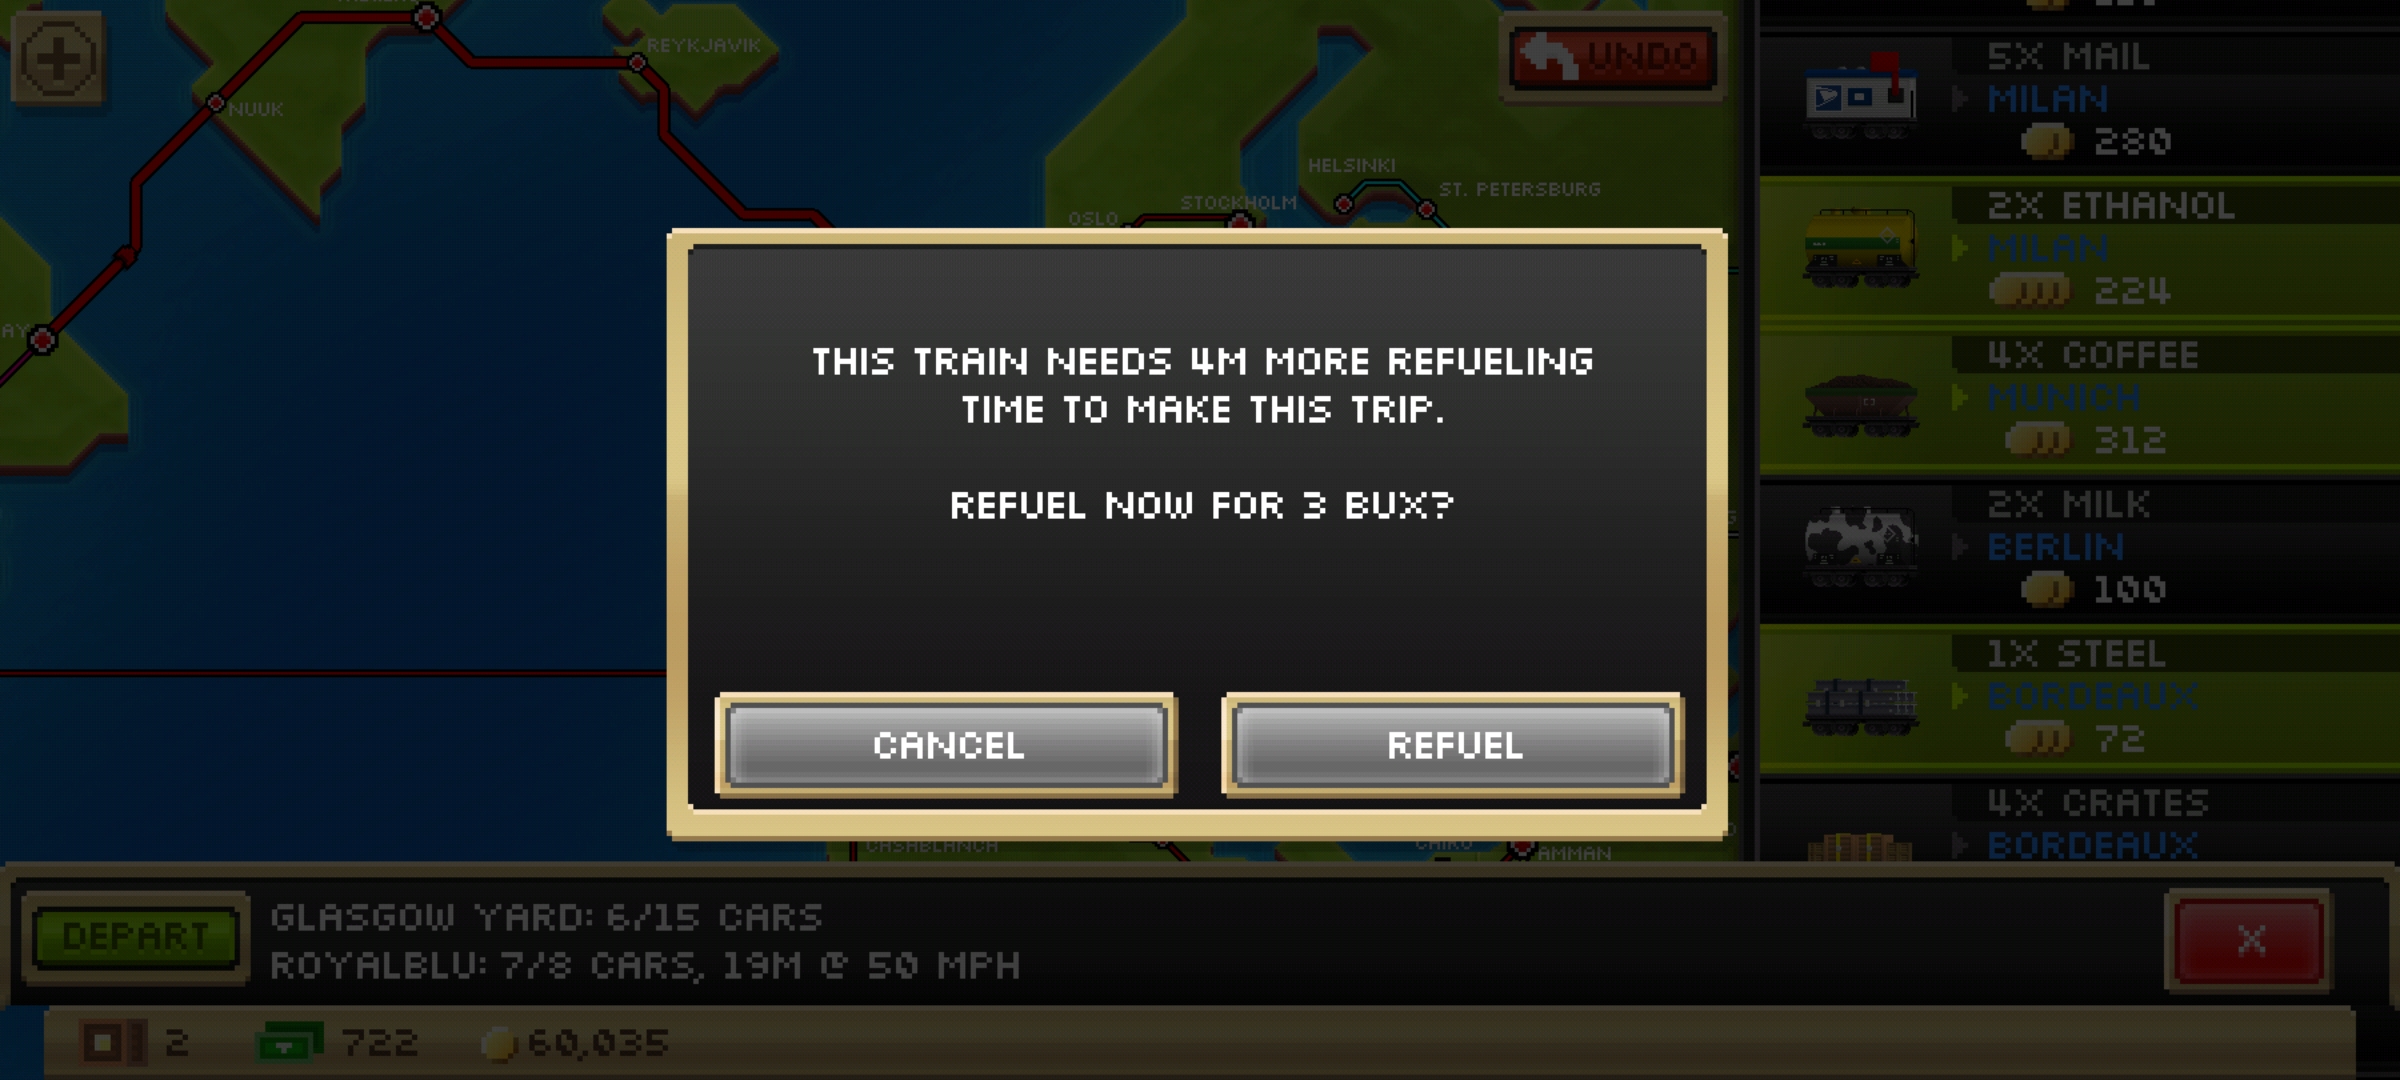 REYKJAVIK
NUUK
AY
HELSINKI
ST. PETERSBURG
STOCKHOLM
OSLO
UNDO
5X MAIL
MILAN
280
2X ETHANOL
MILAN
224
4X COFFEE
MUNICH
312
2X MILK
BERLIN
100
1X STEEL
BORDEAUX
72
4X CRATES
BORDEAUX
THIS TRAIN NEEDS 4M MORE REFUELING
TIME TO MAKE THIS TRIP.
REFUEL NOW FOR 3 BUX?
CANCEL
REFUEL
CASABLANCA
CAIRO
AMMAN
DEPART
GLASGOW YARD: 6/15 CARS
ROYALBLU: 7/8 CARS, 19M @ 50 MPH
X
2
722
60,035